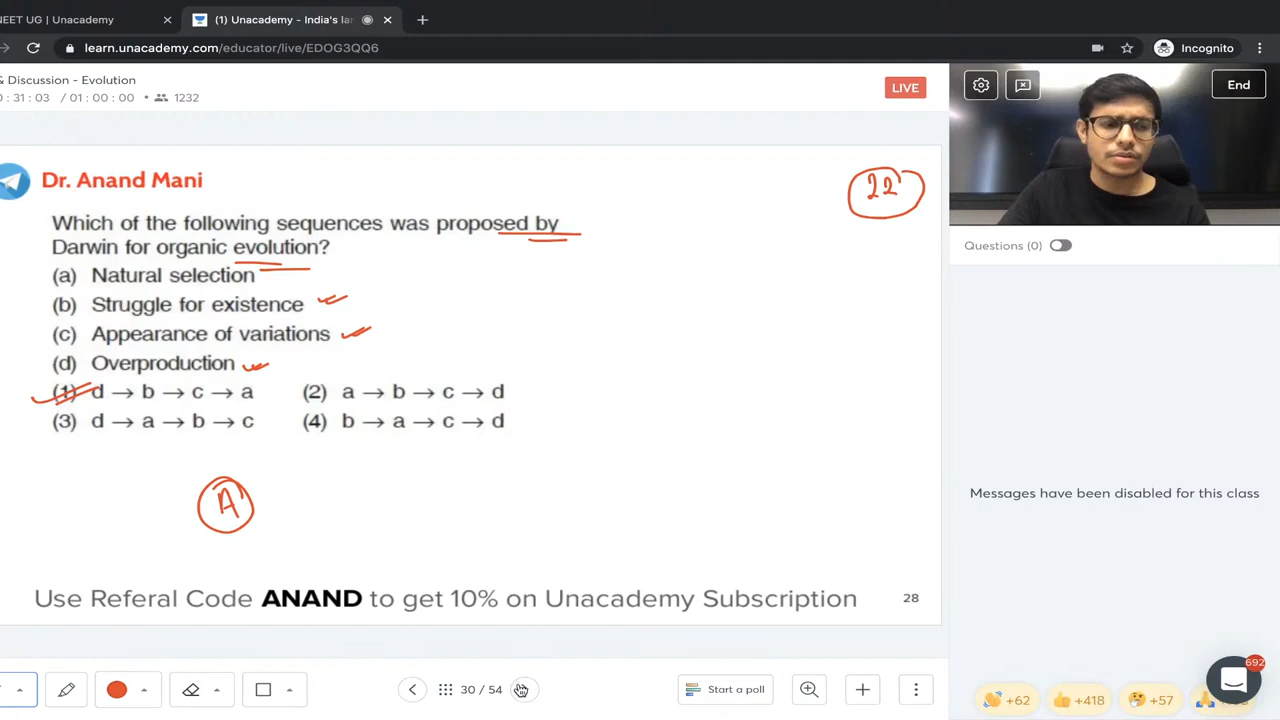 NEET UG | Unacademy
(1) Unacademy - India's lar
learn.unacademy.com/educator/live/EDOG3QQ6
Incognito
& Discussion - Evolution
0 : 31 : 03 / 01 : 00 : 00 • 1232
LIVE
End
Dr. Anand Mani
22
Which of the following sequences was proposed by
Darwin for organic evolution?
(a) Natural selection
(b) Struggle for existence
(c) Appearance of variations
(d) Overproduction
(1) d → b → c → a (2) a → b → c → d
(3) d → a → b → c (4) b → a → c → d
A
Use Referal Code ANAND to get 10% on Unacademy Subscription
28
Questions (0)
Messages have been disabled for this class
30 / 54
Start a poll
692
+62
+418
+57